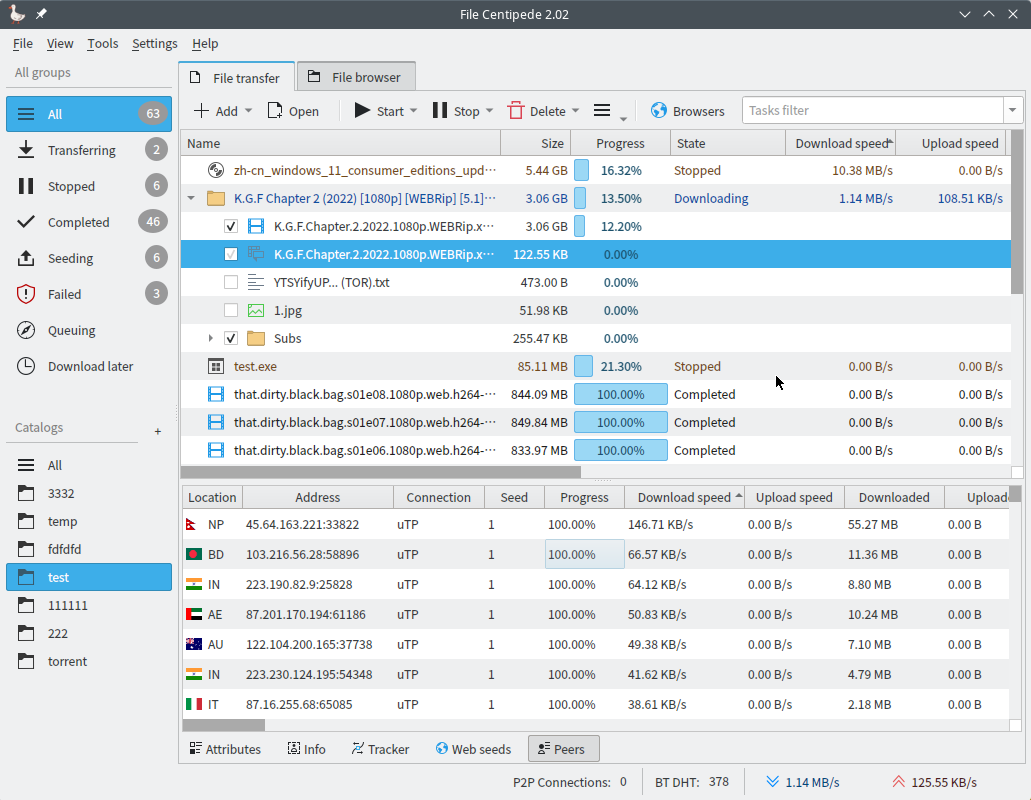 File Centipede 2.02
File View Tools Settings Help
All groups
All 63
Transferring 2
Stopped 6
Completed 46
Seeding 6
Failed 3
Queuing
Download later
Catalogs +
All
3332
temp
fdfdfd
test
111111
222
torrent
File transfer File browser
Add Open Start Stop Delete Browsers Tasks filter
Name Size Progress State Download speed Upload speed
zh-cn_windows_11_consumer_editions_upd··· 5.44 GB 16.32% Stopped 10.38 MB/s 0.00 B/s
K.G.F Chapter 2 (2022) [1080p] [WEBRip] [5.1]··· 3.06 GB 13.50% Downloading 1.14 MB/s 108.51 KB/s
K.G.F.Chapter.2.2022.1080p.WEBRip.x··· 3.06 GB 12.20%
K.G.F.Chapter.2.2022.1080p.WEBRip.x··· 122.55 KB 0.00%
YTSYifyUP... (TOR).txt 473.00 B 0.00%
1.jpg 51.98 KB 0.00%
Subs 255.47 KB 0.00%
test.exe 85.11 MB 21.30% Stopped 0.00 B/s 0.00 B/s
that.dirty.black.bag.s01e08.1080p.web.h264-··· 844.09 MB 100.00% Completed 0.00 B/s 0.00 B/s
that.dirty.black.bag.s01e07.1080p.web.h264-··· 849.84 MB 100.00% Completed 0.00 B/s 0.00 B/s
that.dirty.black.bag.s01e06.1080p.web.h264-··· 833.97 MB 100.00% Completed 0.00 B/s 0.00 B/s
Location Address Connection Seed Progress Download speed Upload speed Downloaded Uploade
NP 45.64.163.221:33822 uTP 1 100.00% 146.71 KB/s 0.00 B/s 55.27 MB 0.00 B
BD 103.216.56.28:58896 uTP 1 100.00% 66.57 KB/s 0.00 B/s 11.36 MB 0.00 B
IN 223.190.82.9:25828 uTP 1 100.00% 64.12 KB/s 0.00 B/s 8.80 MB 0.00 B
AE 87.201.170.194:61186 uTP 1 100.00% 50.83 KB/s 0.00 B/s 10.24 MB 0.00 B
AU 122.104.200.165:37738 uTP 1 100.00% 49.38 KB/s 0.00 B/s 7.10 MB 0.00 B
IN 223.230.124.195:54348 uTP 1 100.00% 41.62 KB/s 0.00 B/s 4.79 MB 0.00 B
IT 87.16.255.68:65085 uTP 1 100.00% 38.61 KB/s 0.00 B/s 2.18 MB 0.00 B
Attributes Info Tracker Web seeds Peers
P2P Connections: 0 BT DHT: 378 1.14 MB/s 125.55 KB/s